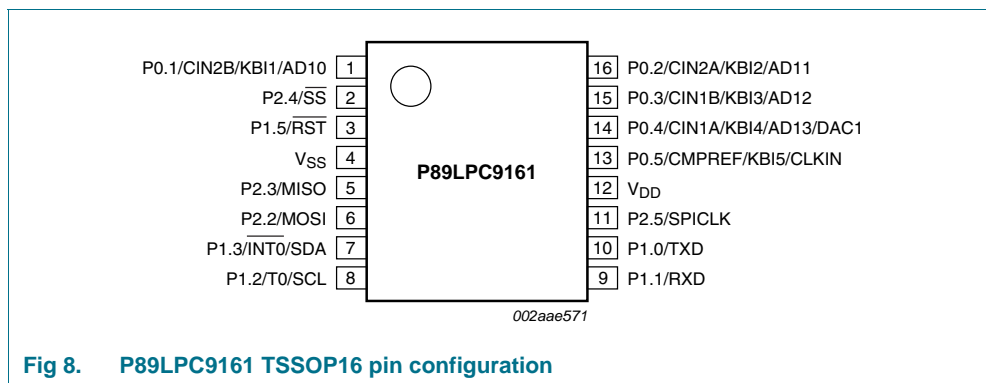 P0.1/CIN2B/KBI1/AD10 1 16 P0.2/CIN2A/KBI2/AD11
P2.4/S̅S̅ 2 15 P0.3/CIN1B/KBI3/AD12
P1.5/R̅S̅T̅ 3 14 P0.4/CIN1A/KBI4/AD13/DAC1
VSS 4 13 P0.5/CMPREF/KBI5/CLKIN
P89LPC9161
P2.3/MISO 5 12 VDD
P2.2/MOSI 6 11 P2.5/SPICLK
P1.3/I̅N̅T̅0̅/SDA 7 10 P1.0/TXD
P1.2/T0/SCL 8 9 P1.1/RXD
002aae571
Fig 8. P89LPC9161 TSSOP16 pin configuration